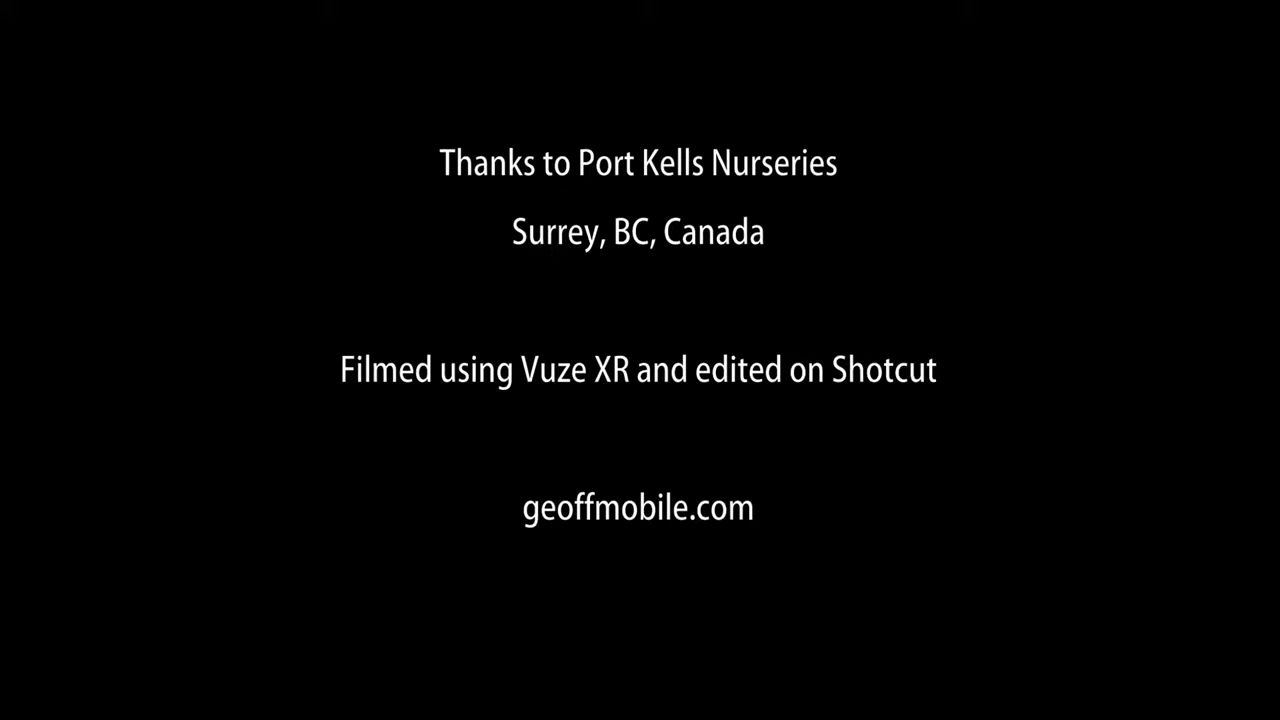 Thanks to Port Kells Nurseries
Surrey, BC, Canada
Filmed using Vuze XR and edited on Shotcut
geoffmobile.com